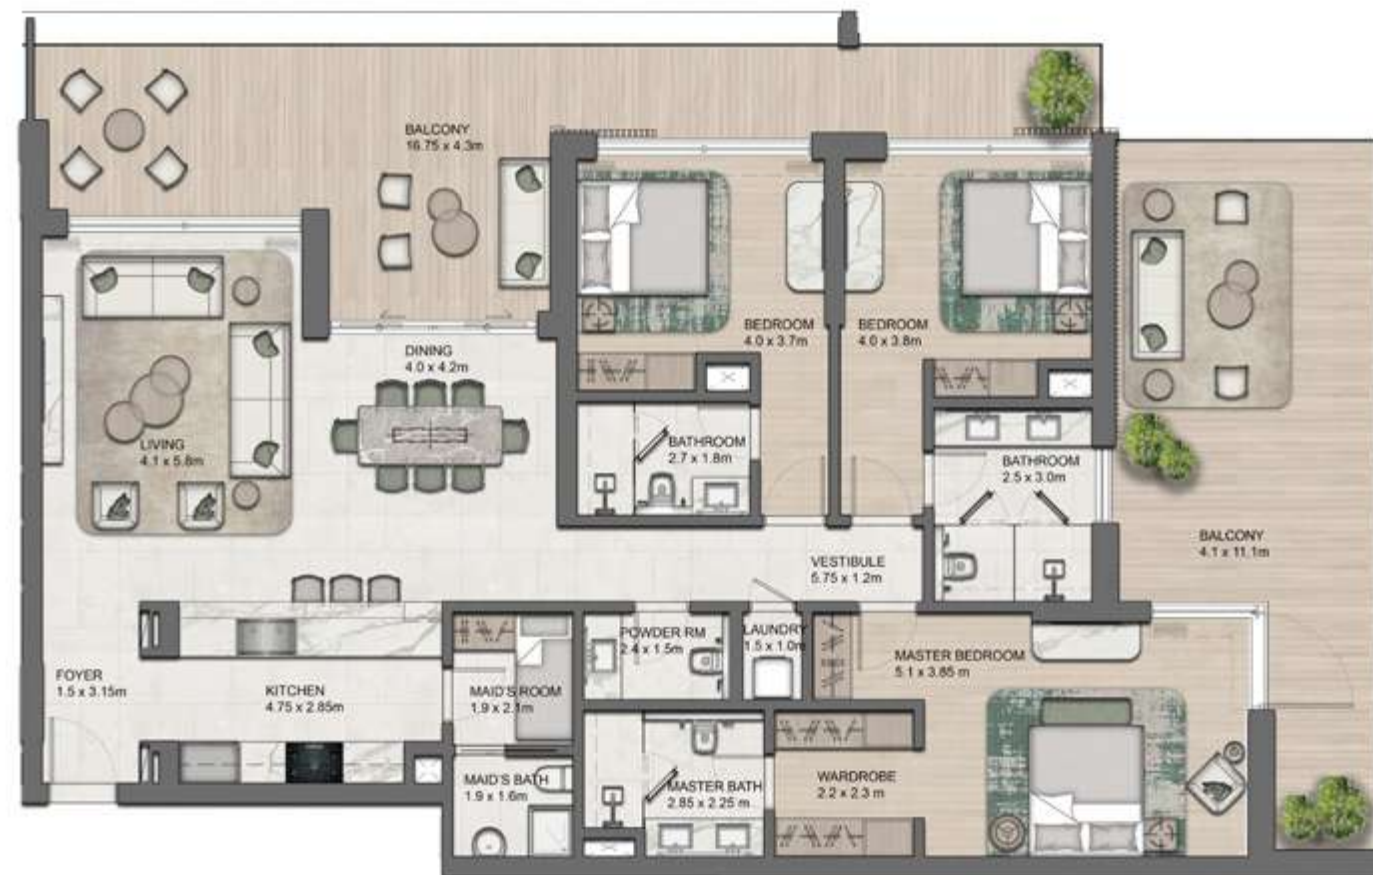 BALCONY
16.75 x 4.3m
BEDROOM
4.0 x 3.7m
BEDROOM
4.0 x 3.8m
DINING
4.0 x 4.2m
LIVING
4.1 x 5.8m
BATHROOM
2.7 x 1.8m
BATHROOM
2.5 x 3.0m
BALCONY
4.1 x 11.1m
VESTIBULE
5.75 x 1.2m
POWDER RM
2.4 x 1.5m
LAUNDRY
1.5 x 1.0m
MASTER BEDROOM
5.1 x 3.85 m
FOYER
1.5 x 3.15m
KITCHEN
4.75 x 2.85m
MAID'S ROOM
1.9 x 2.1m
MAID'S BATH
1.9 x 1.6m
MASTER BATH
2.85 x 2.25 m
WARDROBE
2.2 x 2.3 m